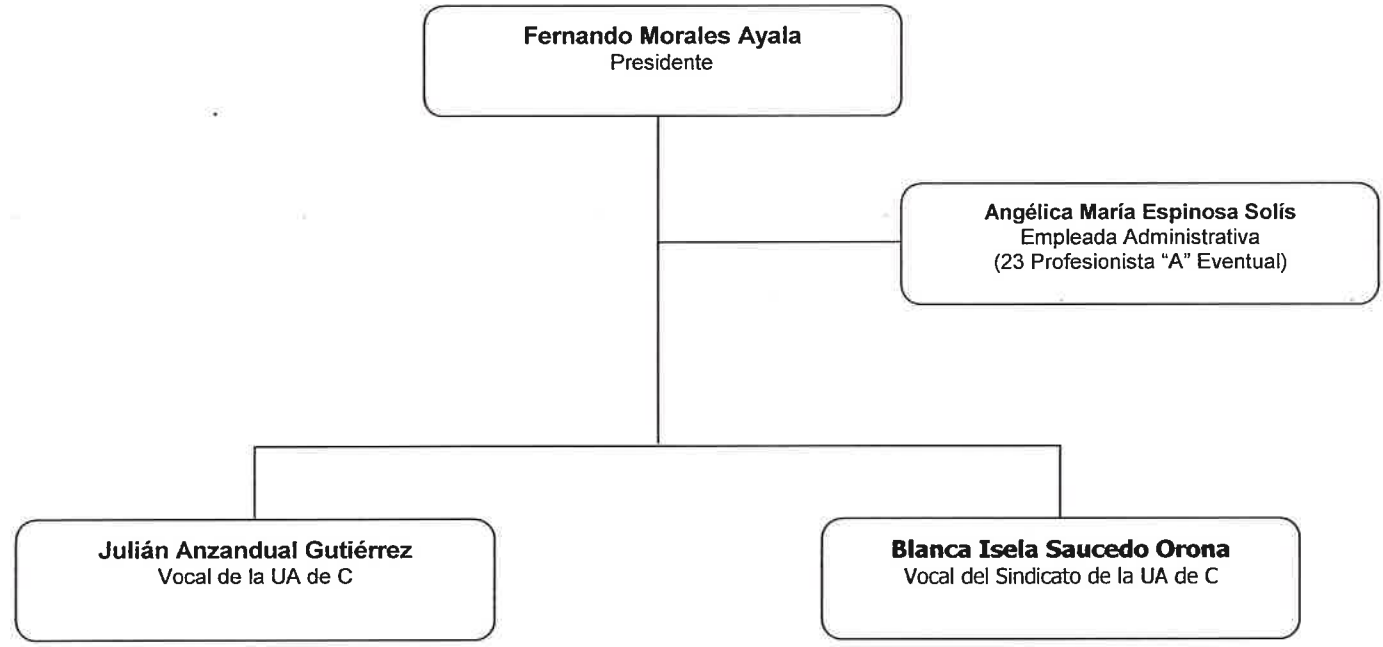 Fernando Morales Ayala
Presidente
Angélica María Espinosa Solís
Empleada Administrativa
(23 Profesionista “A” Eventual)
Julián Anzandual Gutiérrez
Vocal de la UA de C
Blanca Isela Saucedo Orona
Vocal del Sindicato de la UA de C